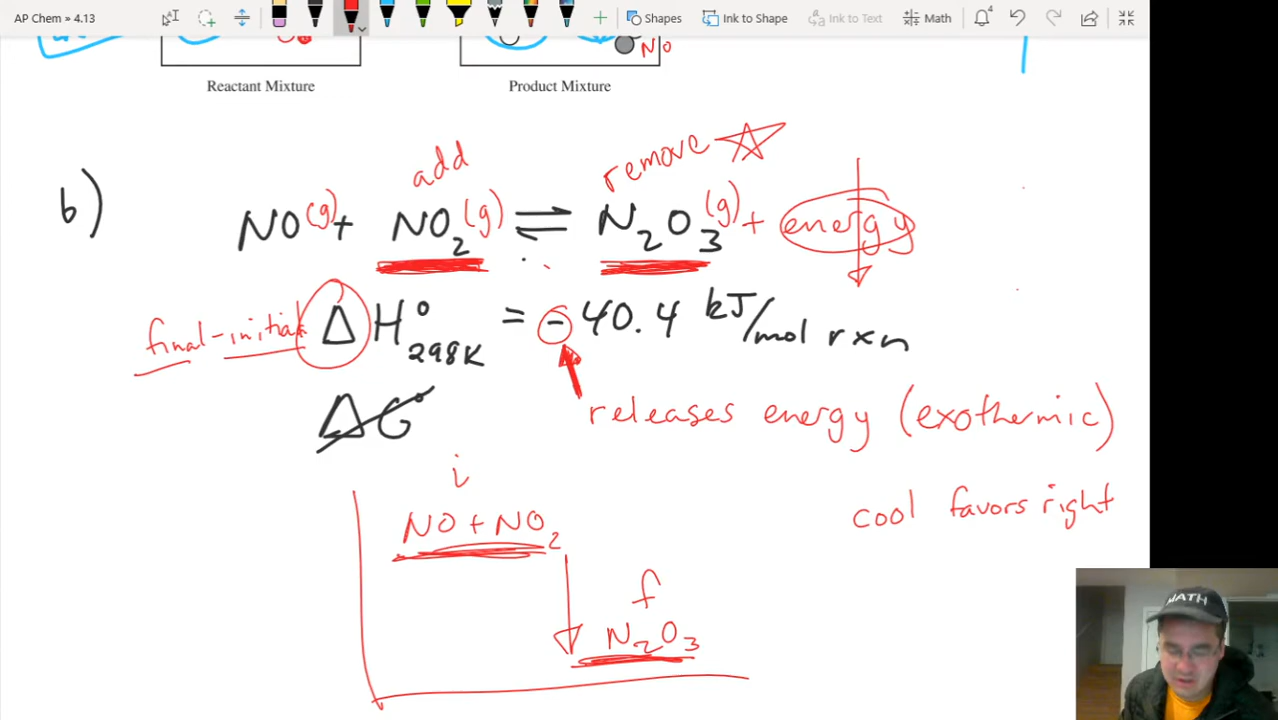 AP Chem > 4.13
Shapes
Ink to Shape
Ink to Text
Math
4
NO
Reactant Mixture
Product Mixture
add
remove
b)
NO(g) + NO₂(g) ⇌ N₂O₃(g) + energy
final-initial
ΔH°298K = -40.4 kJ/mol rxn
ΔG°
releases energy (exothermic)
i
cool favors right
NO + NO₂
f
N₂O₃
MATH